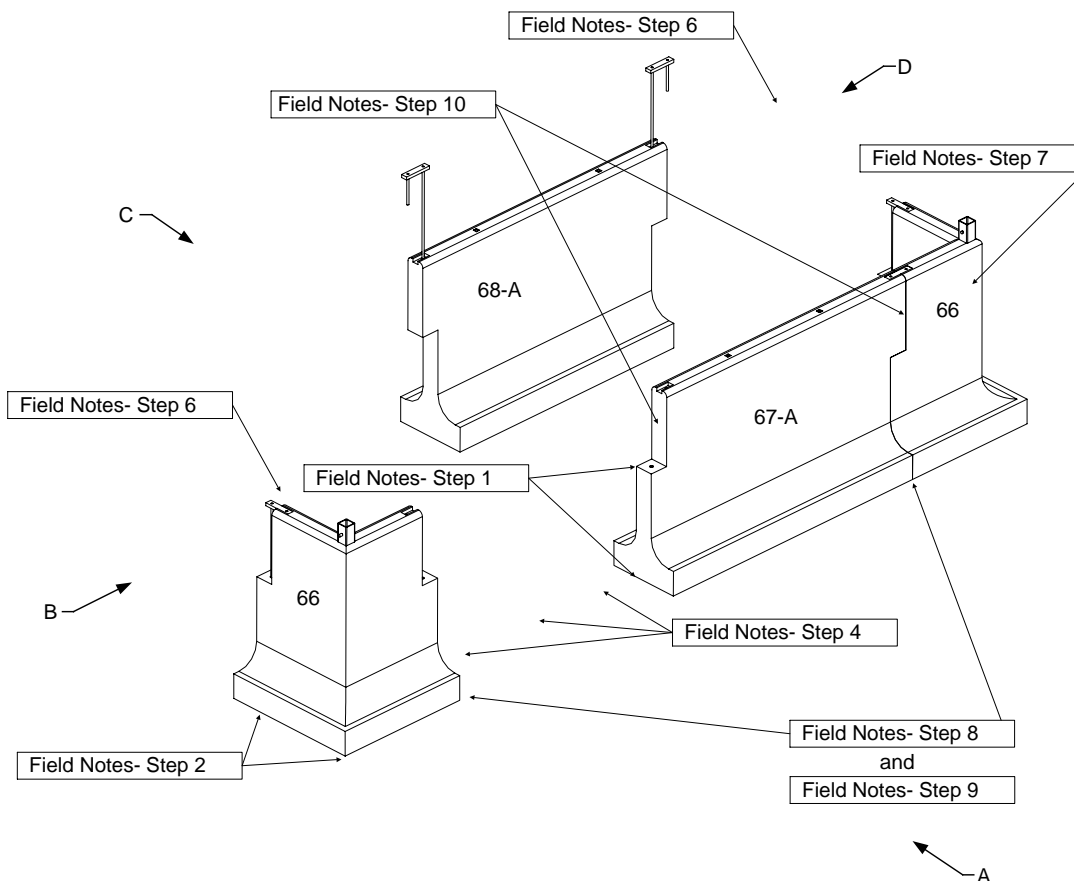 Field Notes- Step 6
D
Field Notes- Step 10
Field Notes- Step 7
C
68-A
66
Field Notes- Step 6
67-A
Field Notes- Step 1
66
B
Field Notes- Step 4
Field Notes- Step 8
and
Field Notes- Step 2
Field Notes- Step 9
A